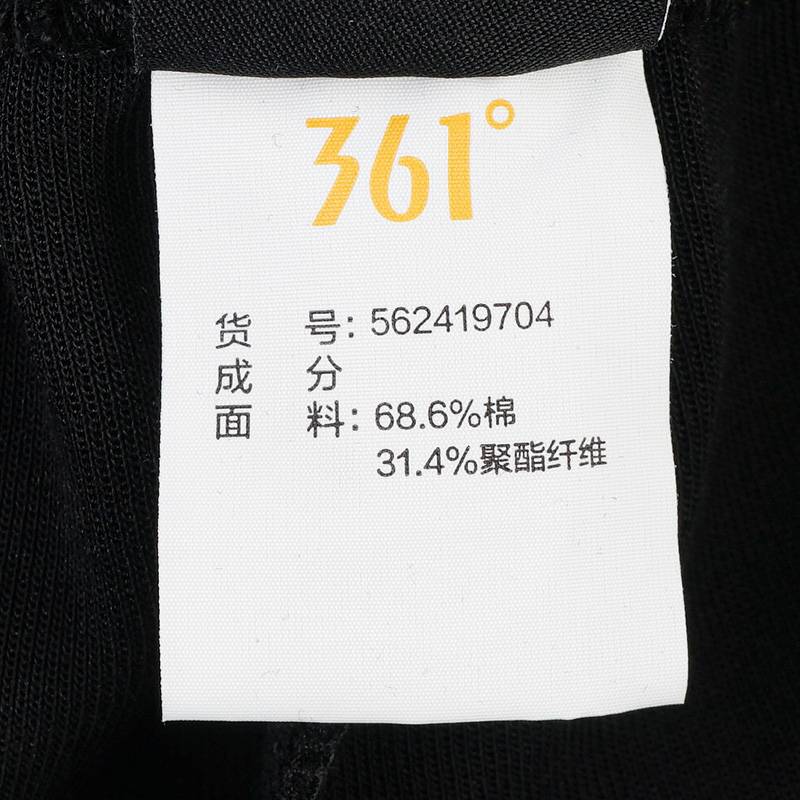 361°
货 号: 562419704
成 分
面 料: 68.6%棉
31.4%聚酯纤维